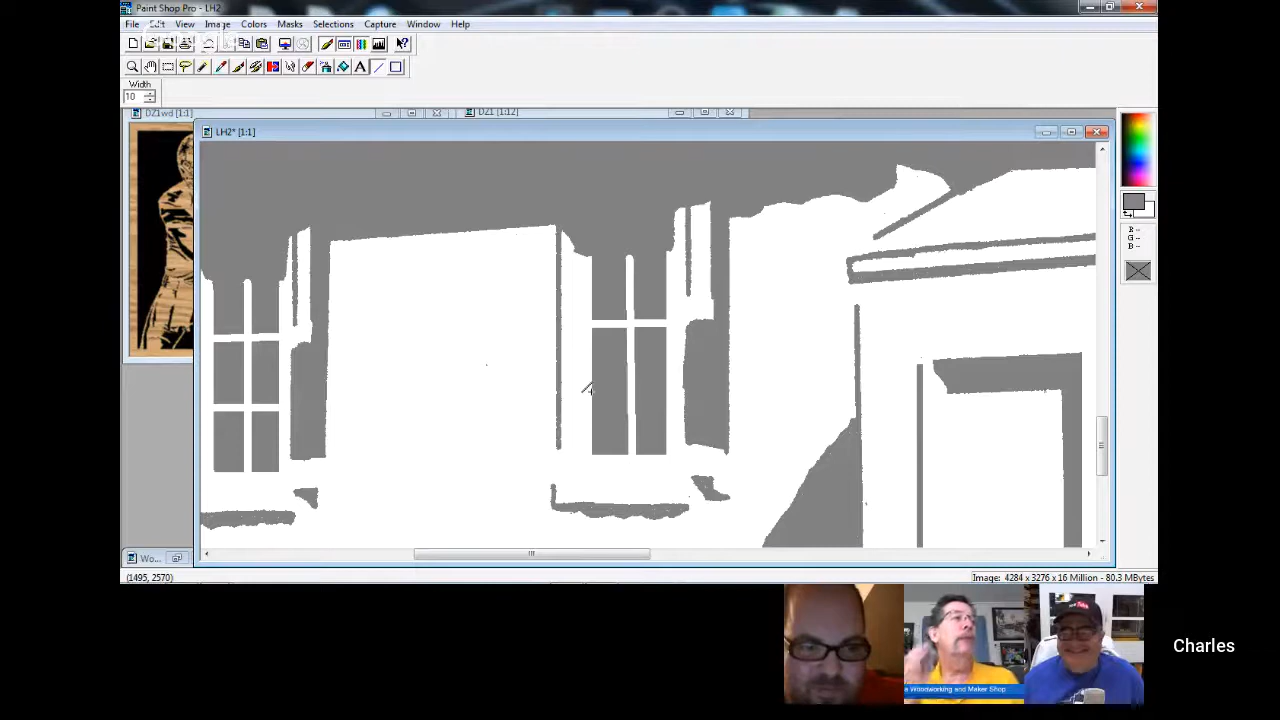 Paint Shop Pro - LH2
File Edit View Image Colors Masks Selections Capture Window Help
A
Width
10
DZ1wd [1:1]
DZ1 [1:12]
LH2* [1:1]
R --
G --
B --
Wo...
(1495, 2570)
Image: 4284 x 3276 x 16 Million - 80.3 MBytes
Charles
Woodworking and Maker Shop